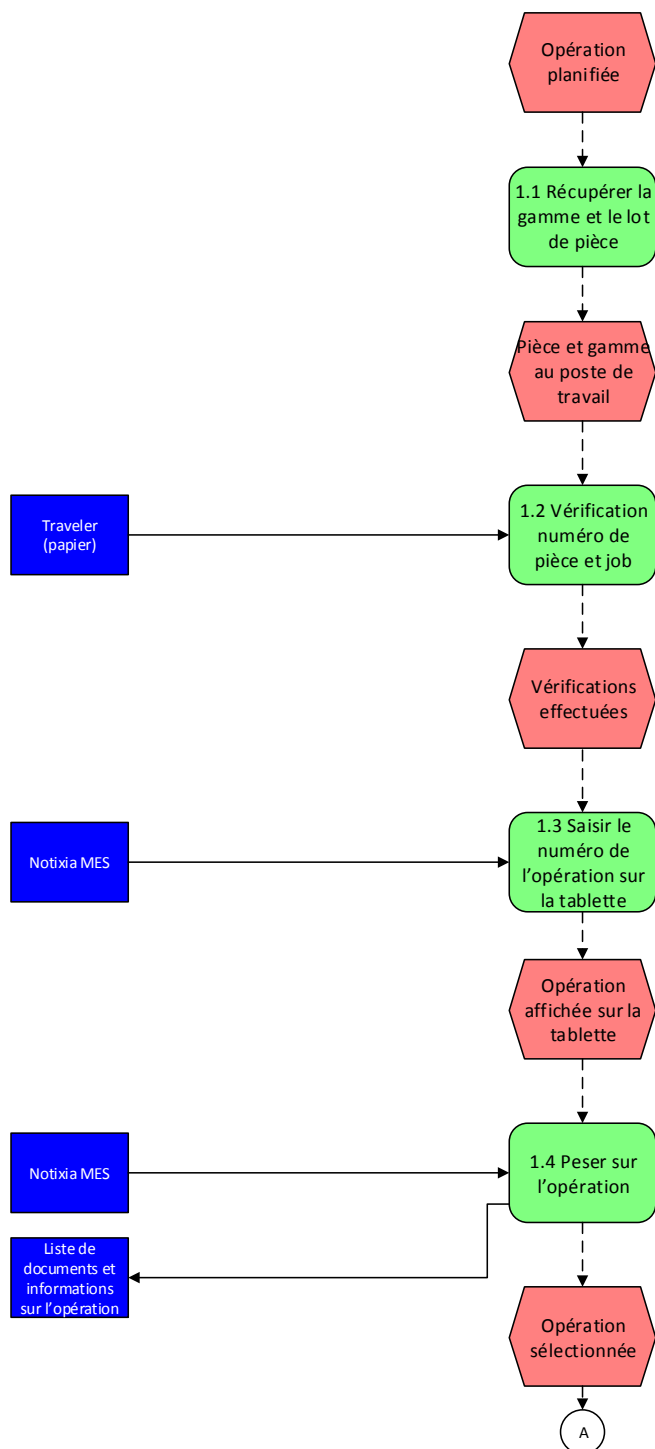 Opération
planifiée
1.1 Récupérer la
gamme et le lot
de pièce
Pièce et gamme
au poste de
travail
Traveler
(papier)
1.2 Vérification
numéro de
pièce et job
Vérifications
effectuées
Notixia MES
1.3 Saisir le
numéro de
l’opération sur
la tablette
Opération
affichée sur la
tablette
Notixia MES
1.4 Peser sur
l’opération
Liste de
documents et
informations
sur l’opération
Opération
sélectionnée
A